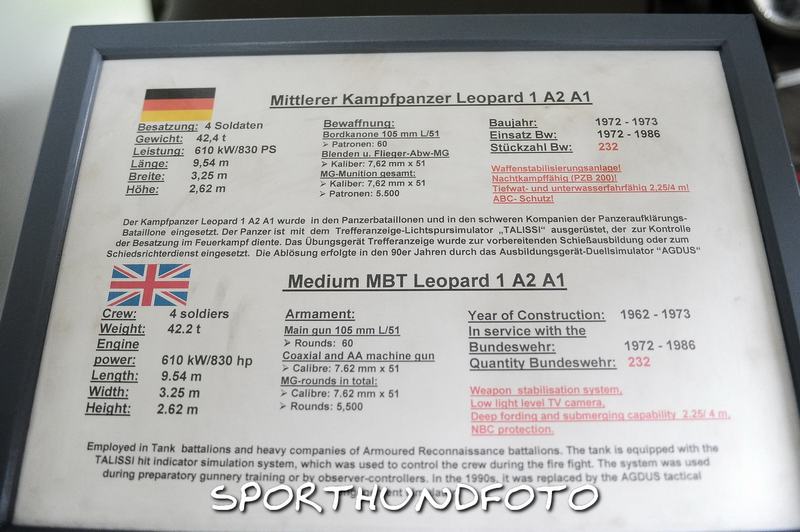 Mittlerer Kampfpanzer Leopard 1 A2 A1
Besatzung: 4 Soldaten
Gewicht: 42,4 t
Leistung: 610 kW/830 PS
Länge: 9,54 m
Breite: 3,25 m
Höhe: 2,62 m
Bewaffnung:
Bordkanone 105 mm L/51
➢ Patronen: 60
Blenden u. Flieger-Abw-MG
➢ Kaliber: 7,62 mm x 51
MG-Munition gesamt:
➢ Kaliber: 7,62 mm x 51
➢ Patronen: 5.500
Baujahr: 1972 - 1973
Einsatz Bw: 1972 - 1986
Stückzahl Bw: 232
Waffenstabilisierungsanlage!
Nachtkampffähig (PZB 200)!
Tiefwat- und unterwasserfahrfähig 2,25/4 m!
ABC- Schutz!
Der Kampfpanzer Leopard 1 A2 A1 wurde in den Panzerbataillonen und in den schweren Kompanien der Panzeraufklärungs-
Bataillone eingesetzt. Der Panzer ist mit dem Trefferanzeige-Lichtspursimulator „TALISSI" ausgerüstet, der zur Kontrolle
der Besatzung im Feuerkampf diente. Das Übungsgerät Trefferanzeige wurde zur vorbereitenden Schießausbildung oder zum
Schiedsrichterdienst eingesetzt. Die Ablösung erfolgte in den 90er Jahren durch das Ausbildungsgerät-Duellsimulator "AGDUS"
Medium MBT Leopard 1 A2 A1
Crew: 4 soldiers
Weight: 42.2 t
Engine
power: 610 kW/830 hp
Length: 9.54 m
Width: 3.25 m
Height: 2.62 m
Armament:
Main gun 105 mm L/51
➢ Rounds: 60
Coaxial and AA machine gun
➢ Calibre: 7.62 mm x 51
MG-rounds in total:
➢ Calibre: 7.62 mm x 51
➢ Rounds: 5,500
Year of Construction: 1962 - 1973
In service with the
Bundeswehr: 1972 - 1986
Quantity Bundeswehr: 232
Weapon stabilisation system,
Low light level TV camera,
Deep fording and submerging capability 2.25/ 4 m,
NBC protection.
Employed in Tank battalions and heavy companies of Armoured Reconnaissance battalions. The tank is equipped with the
TALISSI hit indicator simulation system, which was used to control the crew during the fire fight. The system was used
during preparatory gunnery training or by observer-controllers. In the 1990s, it was replaced by the AGDUS tactical
SPORTHUNDFOTO